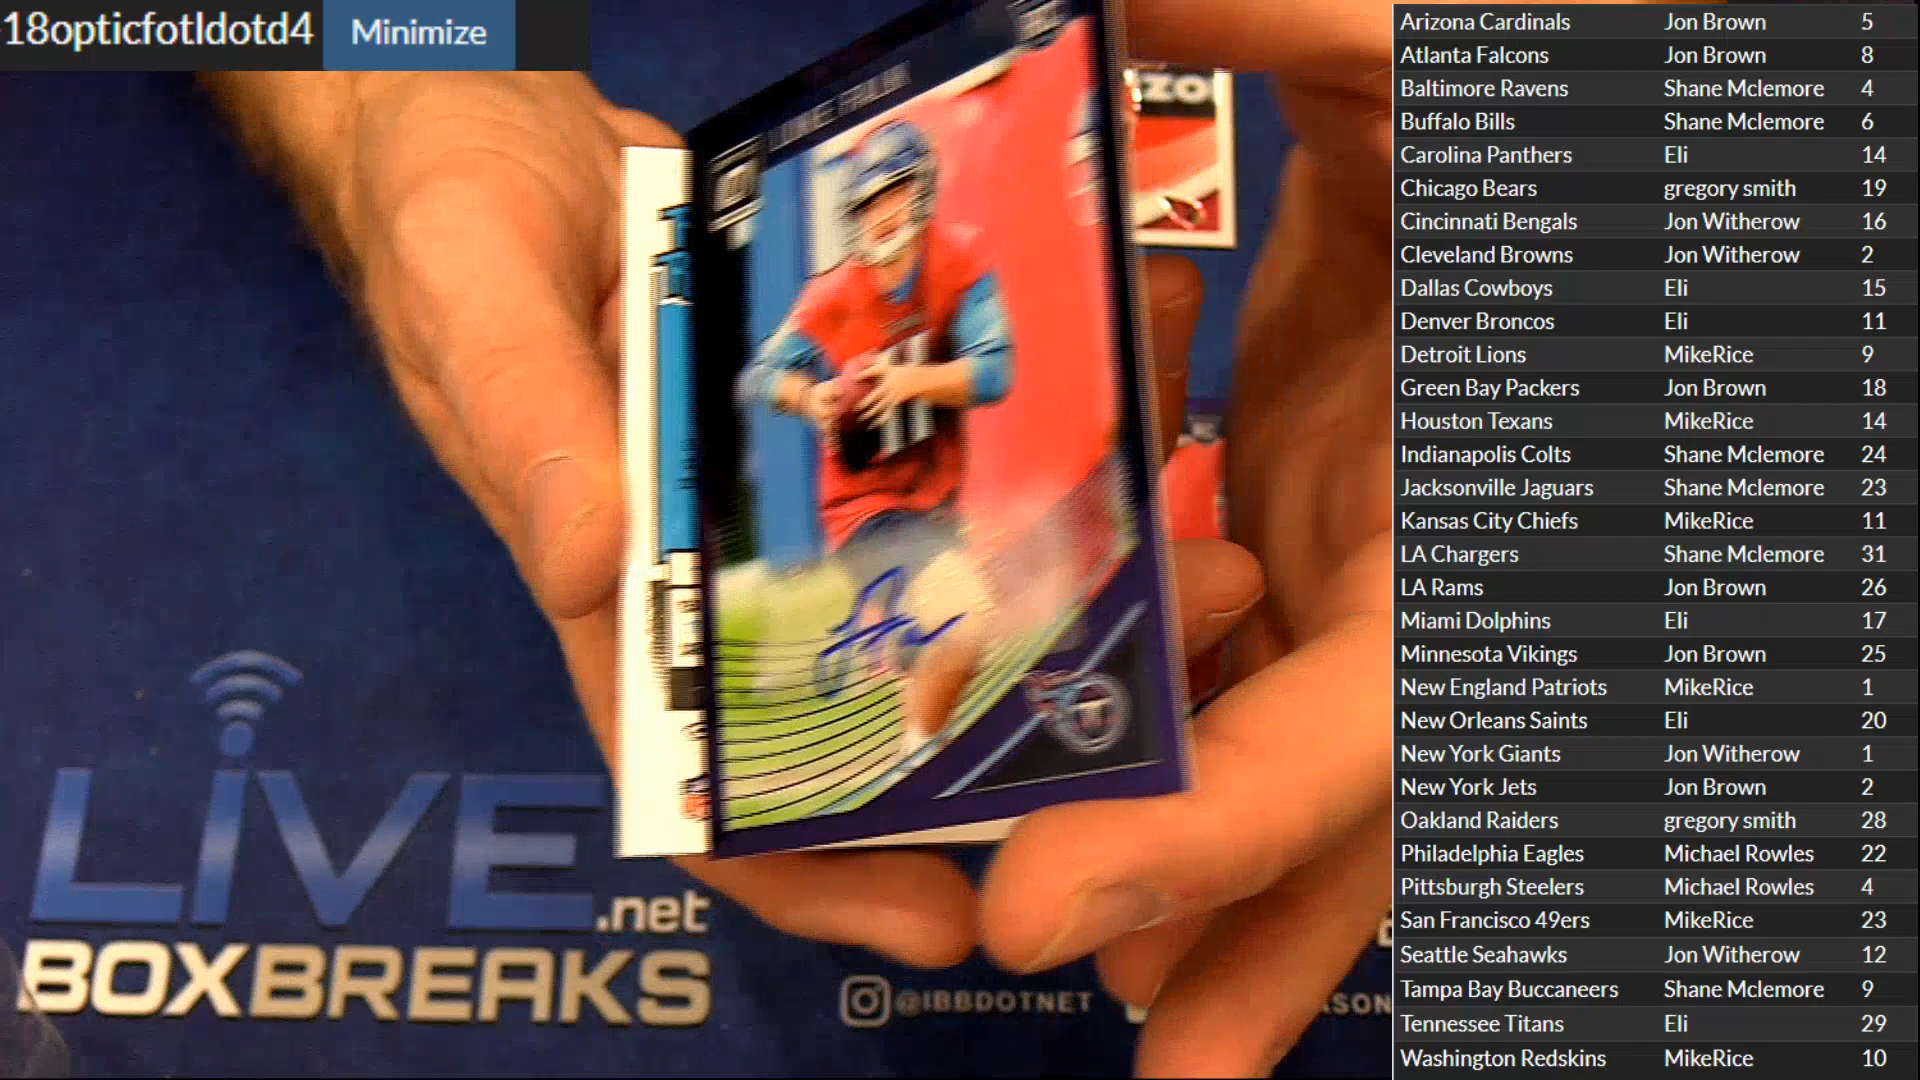 18opticfotldotd4 Minimize
LUKE FALK
zo
LIVE
.net
BOXBREAKS
@IBBDOTNET
ASON
Arizona Cardinals Jon Brown 5
Atlanta Falcons Jon Brown 8
Baltimore Ravens Shane Mclemore 4
Buffalo Bills Shane Mclemore 6
Carolina Panthers Eli 14
Chicago Bears gregory smith 19
Cincinnati Bengals Jon Witherow 16
Cleveland Browns Jon Witherow 2
Dallas Cowboys Eli 15
Denver Broncos Eli 11
Detroit Lions MikeRice 9
Green Bay Packers Jon Brown 18
Houston Texans MikeRice 14
Indianapolis Colts Shane Mclemore 24
Jacksonville Jaguars Shane Mclemore 23
Kansas City Chiefs MikeRice 11
LA Chargers Shane Mclemore 31
LA Rams Jon Brown 26
Miami Dolphins Eli 17
Minnesota Vikings Jon Brown 25
New England Patriots MikeRice 1
New Orleans Saints Eli 20
New York Giants Jon Witherow 1
New York Jets Jon Brown 2
Oakland Raiders gregory smith 28
Philadelphia Eagles Michael Rowles 22
Pittsburgh Steelers Michael Rowles 4
San Francisco 49ers MikeRice 23
Seattle Seahawks Jon Witherow 12
Tampa Bay Buccaneers Shane Mclemore 9
Tennessee Titans Eli 29
Washington Redskins MikeRice 10